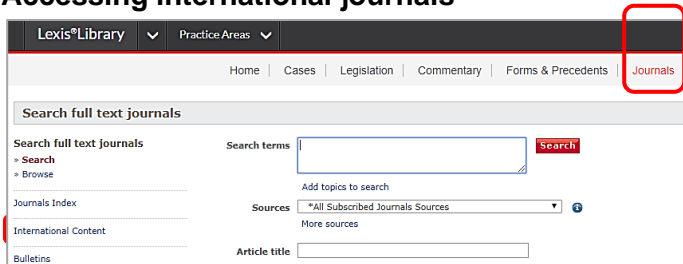 Accessing international journals
Lexis®Library Practice Areas
Home | Cases | Legislation | Commentary | Forms & Precedents | Journals
Search full text journals
Search full text journals
» Search
» Browse
Journals Index
International Content
Bulletins
Search terms
Search
Add topics to search
Sources *All Subscribed Journals Sources
More sources
Article title